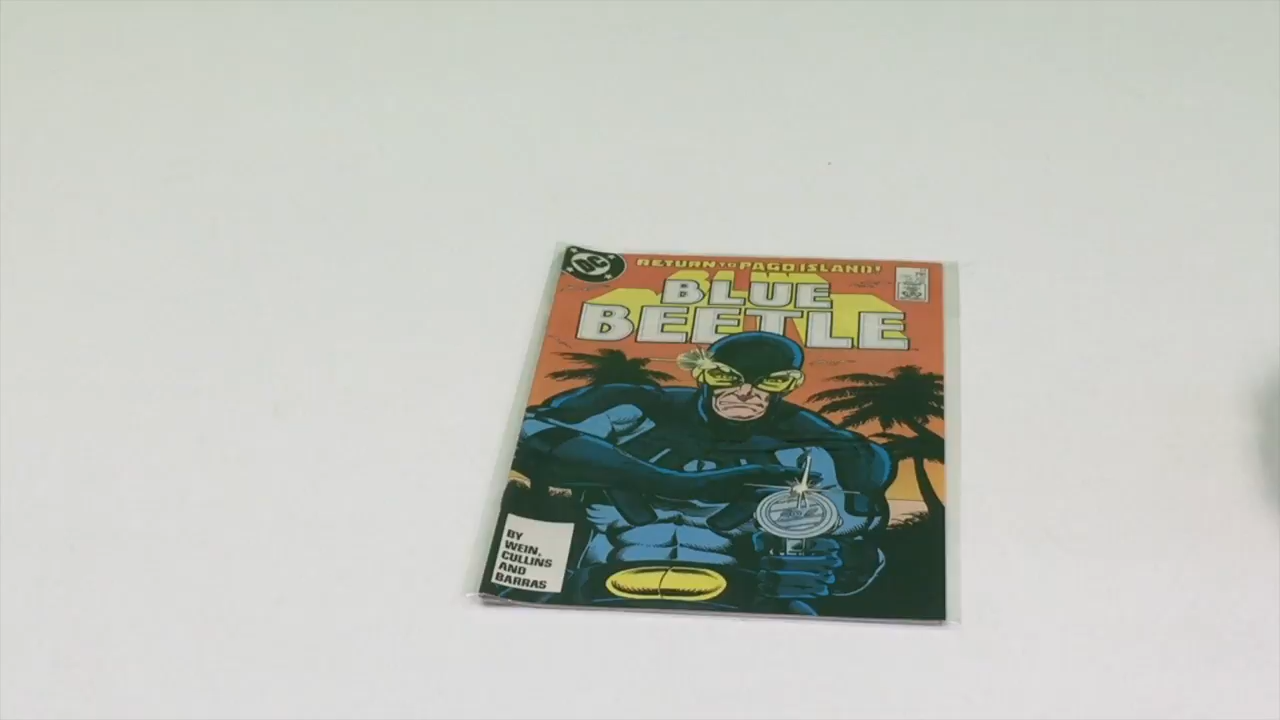 DC
RETURN TO PAGO ISLAND!
BLUE
BEETLE
BY
WEIN,
CULLINS
AND
BARRAS